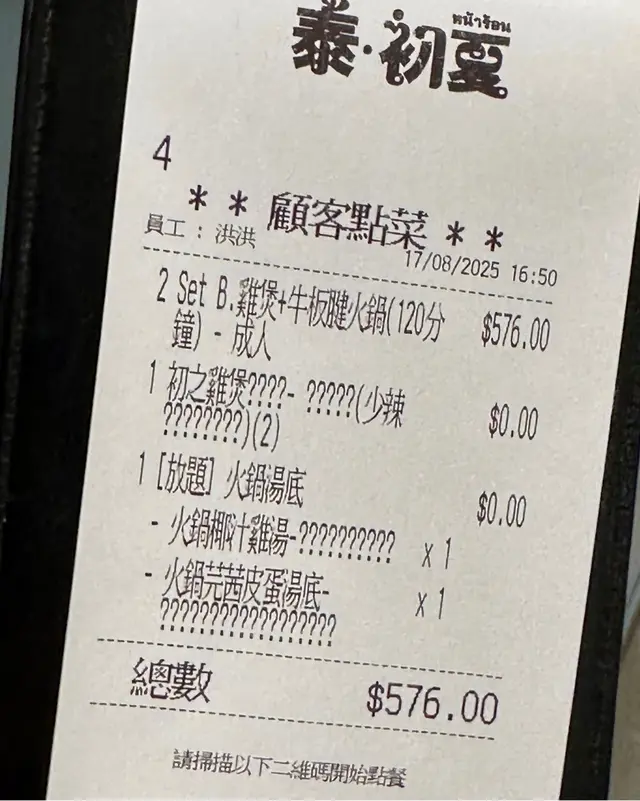 หน้าร้อน
泰·初夏
4
** 顧客點菜 **
員工：洪洪
17/08/2025 16:50
2 Set B.雞煲+牛板腱火鍋(120分 $576.00
鐘) - 成人
1 初之雞煲????- ?????(少辣 $0.00
????????)(2)
1 [放題] 火鍋湯底 $0.00
- 火鍋椰汁雞湯-?????????? x 1
- 火鍋芫茜皮蛋湯底- x 1
??????????????????
總數 $576.00
請掃描以下二維碼開始點餐